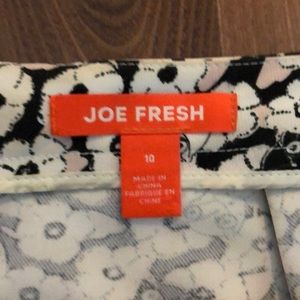 JOE FRESH
10
MADE IN
CHINA
FABRIQUÉ EN
CHINE